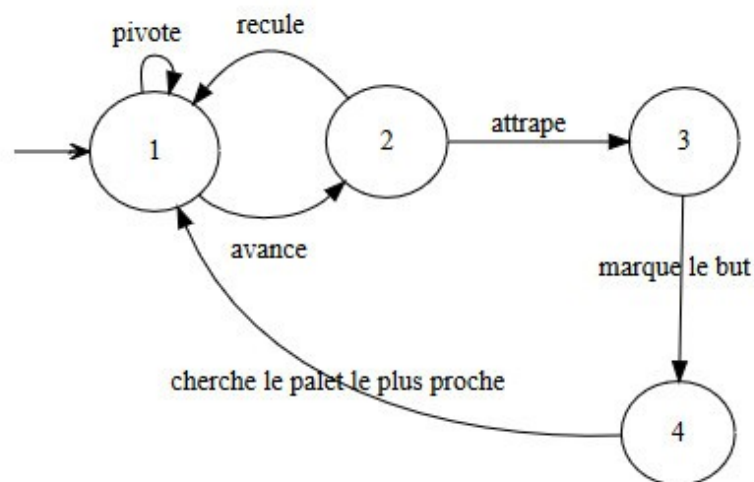 pivote
recule
1
2
attrape
3
avance
marque le but
cherche le palet le plus proche
4